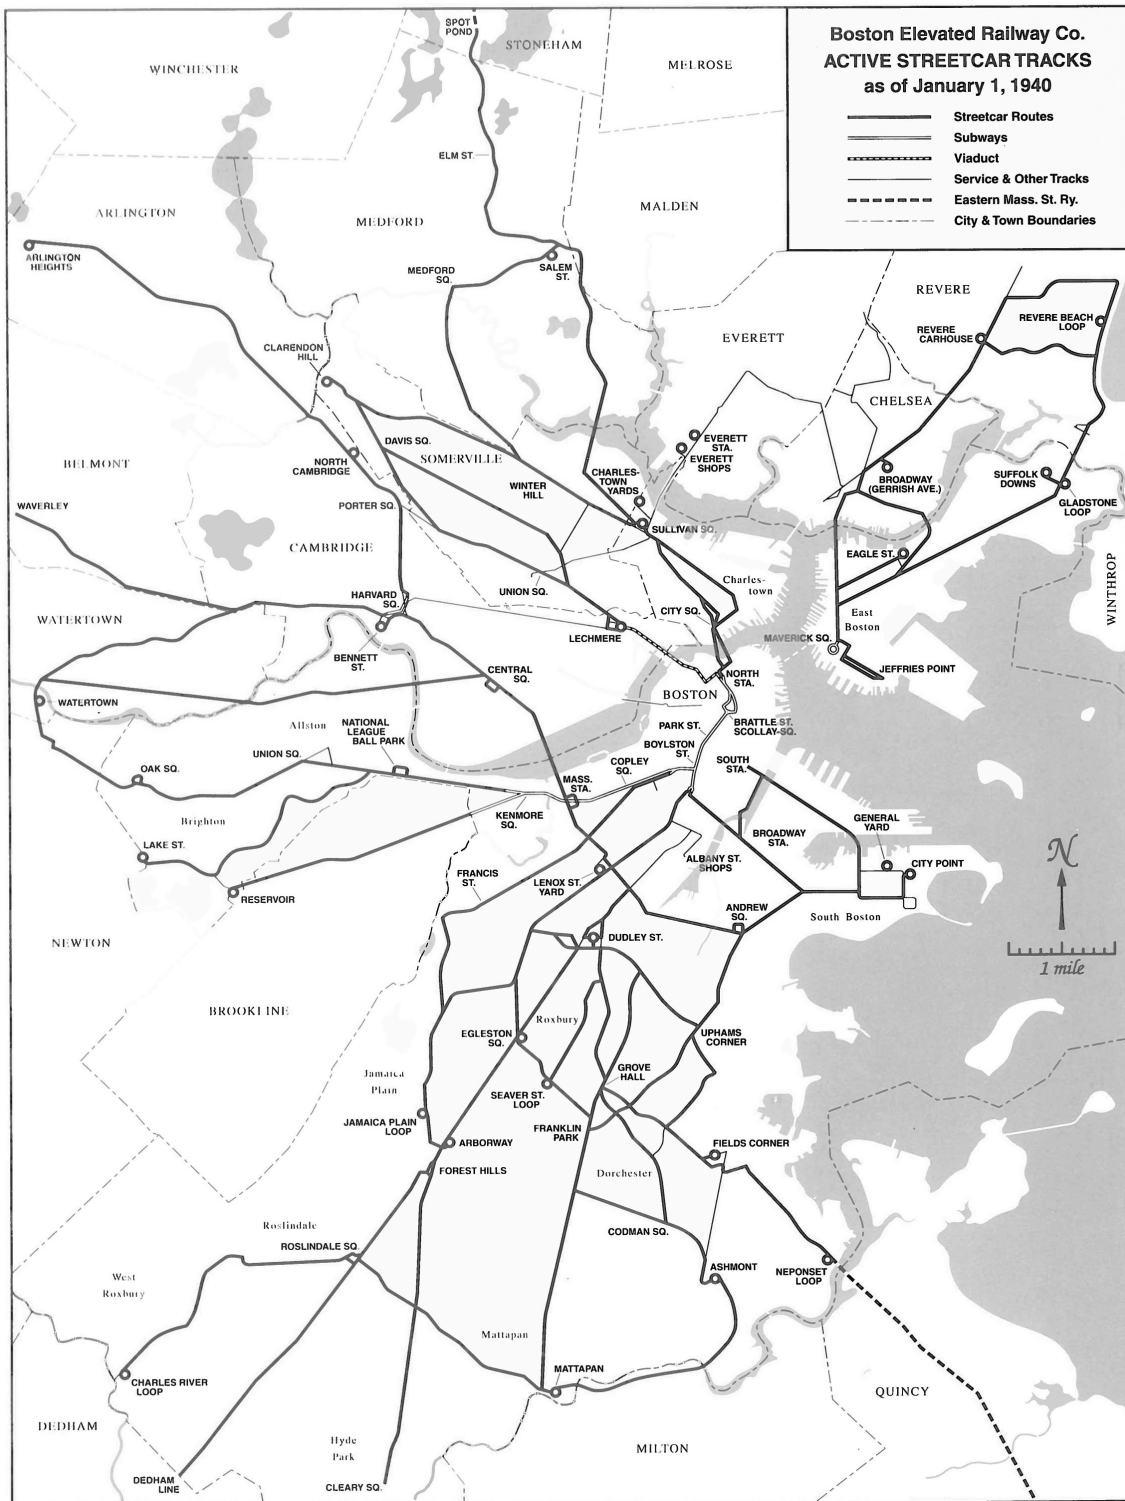 Boston Elevated Railway Co.
ACTIVE STREETCAR TRACKS
as of January 1, 1940
Streetcar Routes
Subways
Viaduct
Service & Other Tracks
Eastern Mass. St. Ry.
City & Town Boundaries
SPOT
POND
STONEHAM
WINCHESTER
MELROSE
ELM ST.
ARLINGTON
MEDFORD
MALDEN
ARLINGTON
HEIGHTS
MEDFORD
SQ.
SALEM
ST.
REVERE
REVERE BEACH
LOOP
REVERE
CARHOUSE
EVERETT
CLARENDON
HILL
CHELSEA
DAVIS SQ.
SOMERVILLE
EVERETT
STA.
EVERETT
SHOPS
NORTH
CAMBRIDGE
BELMONT
CHARLES-
TOWN
YARDS
WINTER
HILL
BROADWAY
(GERRISH AVE.)
SUFFOLK
DOWNS
GLADSTONE
LOOP
WAVERLEY
PORTER SQ.
SULLIVAN SQ.
CAMBRIDGE
EAGLE ST.
Charles-
town
UNION SQ.
HARVARD
SQ.
CITY SQ.
East
Boston
WINTHROP
WATERTOWN
LECHMERE
MAVERICK SQ.
BENNETT
ST.
JEFFRIES POINT
CENTRAL
SQ.
NORTH
STA.
BOSTON
WATERTOWN
Allston
NATIONAL
LEAGUE
BALL PARK
PARK ST.
BRATTLE ST.
SCOLLAY-SQ.
BOYLSTON
ST.
UNION SQ.
COPLEY
SQ.
SOUTH
STA.
OAK SQ.
MASS.
STA.
KENMORE
SQ.
Brighton
GENERAL
YARD
BROADWAY
STA.
LAKE ST.
ALBANY ST.
SHOPS
CITY POINT
FRANCIS
ST.
LENOX ST.
YARD
N
RESERVOIR
ANDREW
SQ.
South Boston
NEWTON
DUDLEY ST.
1 mile
BROOKLINE
Roxbury
EGLESTON
SQ.
UPHAMS
CORNER
Jamaica
Plain
GROVE
HALL
SEAVER ST.
LOOP
JAMAICA PLAIN
LOOP
FRANKLIN
PARK
ARBORWAY
FIELDS CORNER
FOREST HILLS
Dorchester
Roslindale
CODMAN SQ.
ROSLINDALE SQ.
ASHMONT
NEPONSET
LOOP
West
Roxbury
Mattapan
MATTAPAN
CHARLES RIVER
LOOP
QUINCY
DEDHAM
Hyde
Park
MILTON
DEDHAM
LINE
CLEARY SQ.